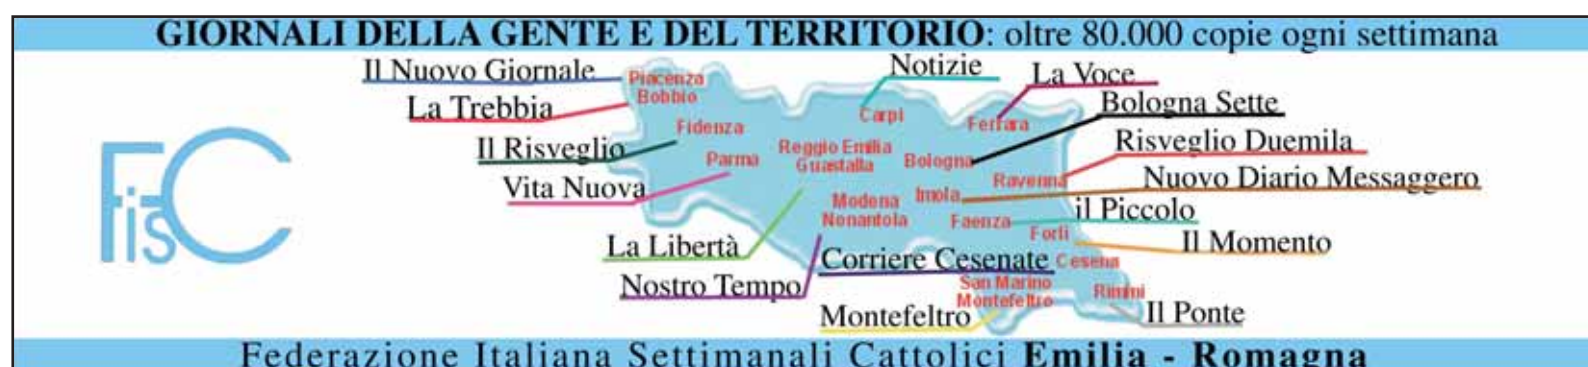 GIORNALI DELLA GENTE E DEL TERRITORIO: oltre 80.000 copie ogni settimana
Il Nuovo Giornale
Piacenza
Bobbio
La Trebbia
Notizie
La Voce
Carpi
Ferrara
Bologna Sette
Fidenza
Il Risveglio
Parma
Reggio Emilia
Guastalla
Bologna
Risveglio Duemila
Ravenna
Vita Nuova
Nuovo Diario Messaggero
Imola
Modena
Nonantola
Faenza
il Piccolo
Forlì
Il Momento
La Libertà
Corriere Cesenate
Cesena
Nostro Tempo
San Marino
Montefeltro
Rimini
Montefeltro
Il Ponte
FisC
Federazione Italiana Settimanali Cattolici Emilia - Romagna